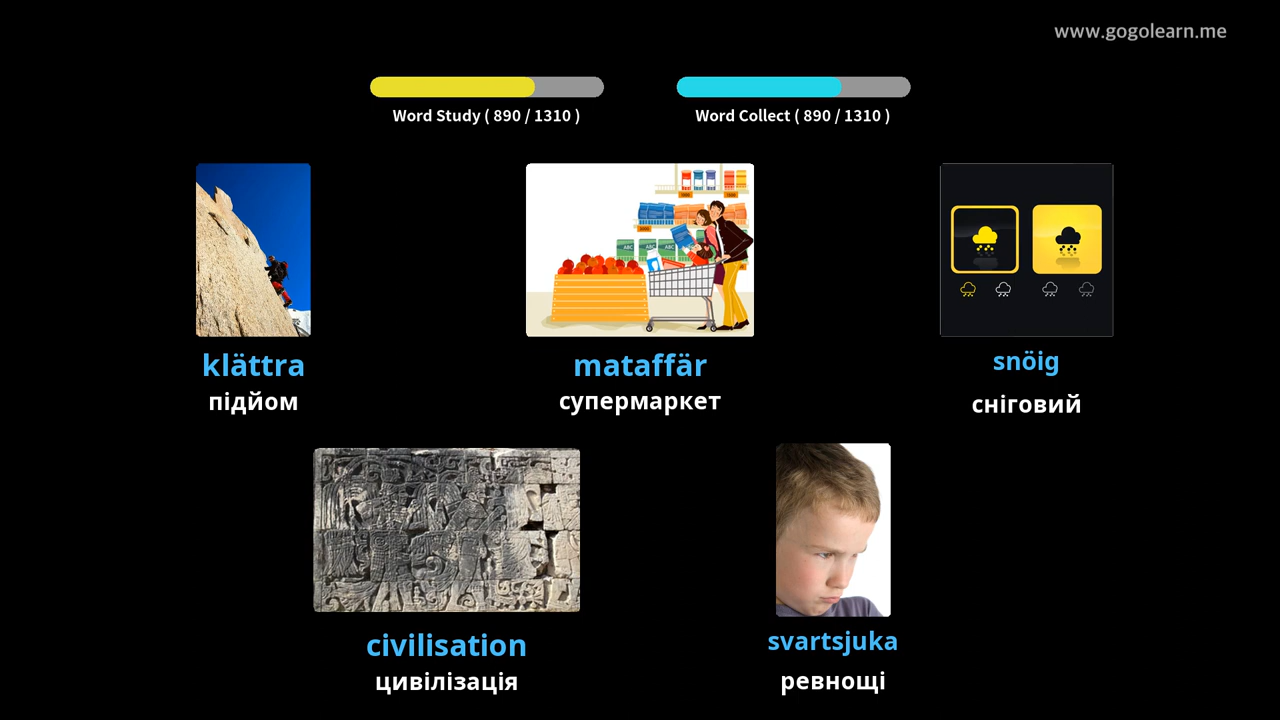 www.gogolearn.me
Word Study ( 890 / 1310 )
Word Collect ( 890 / 1310 )
klättra
підйом
mataffär
супермаркет
snöig
сніговий
civilisation
цивілізація
svartsjuka
ревнощі